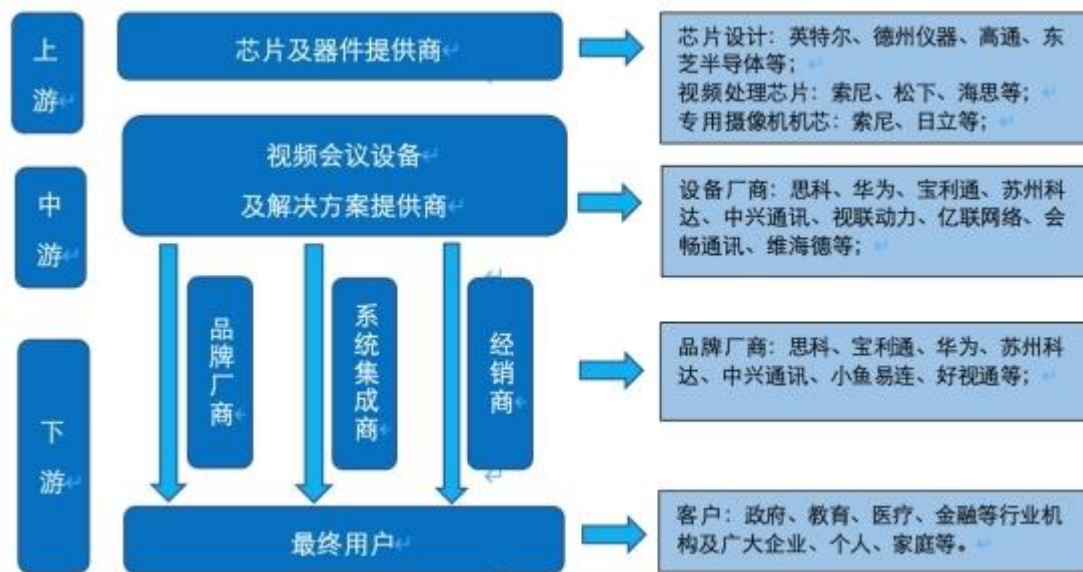 上
游
芯片及器件提供商
芯片设计：英特尔、德州仪器、高通、东
芝半导体等；
视频处理芯片：索尼、松下、海思等；
专用摄像机机芯：索尼、日立等；
中
游
视频会议设备
及解决方案提供商
设备厂商：思科、华为、宝利通、苏州科
达、中兴通讯、视联动力、亿联网络、会
畅通讯、维海德等；
下
游
品牌厂商
系统集成商
经销商
品牌厂商：思科、宝利通、华为、苏州科
达、中兴通讯、小鱼易连、好视通等；
最终用户
客户：政府、教育、医疗、金融等行业机
构及广大企业、个人、家庭等。